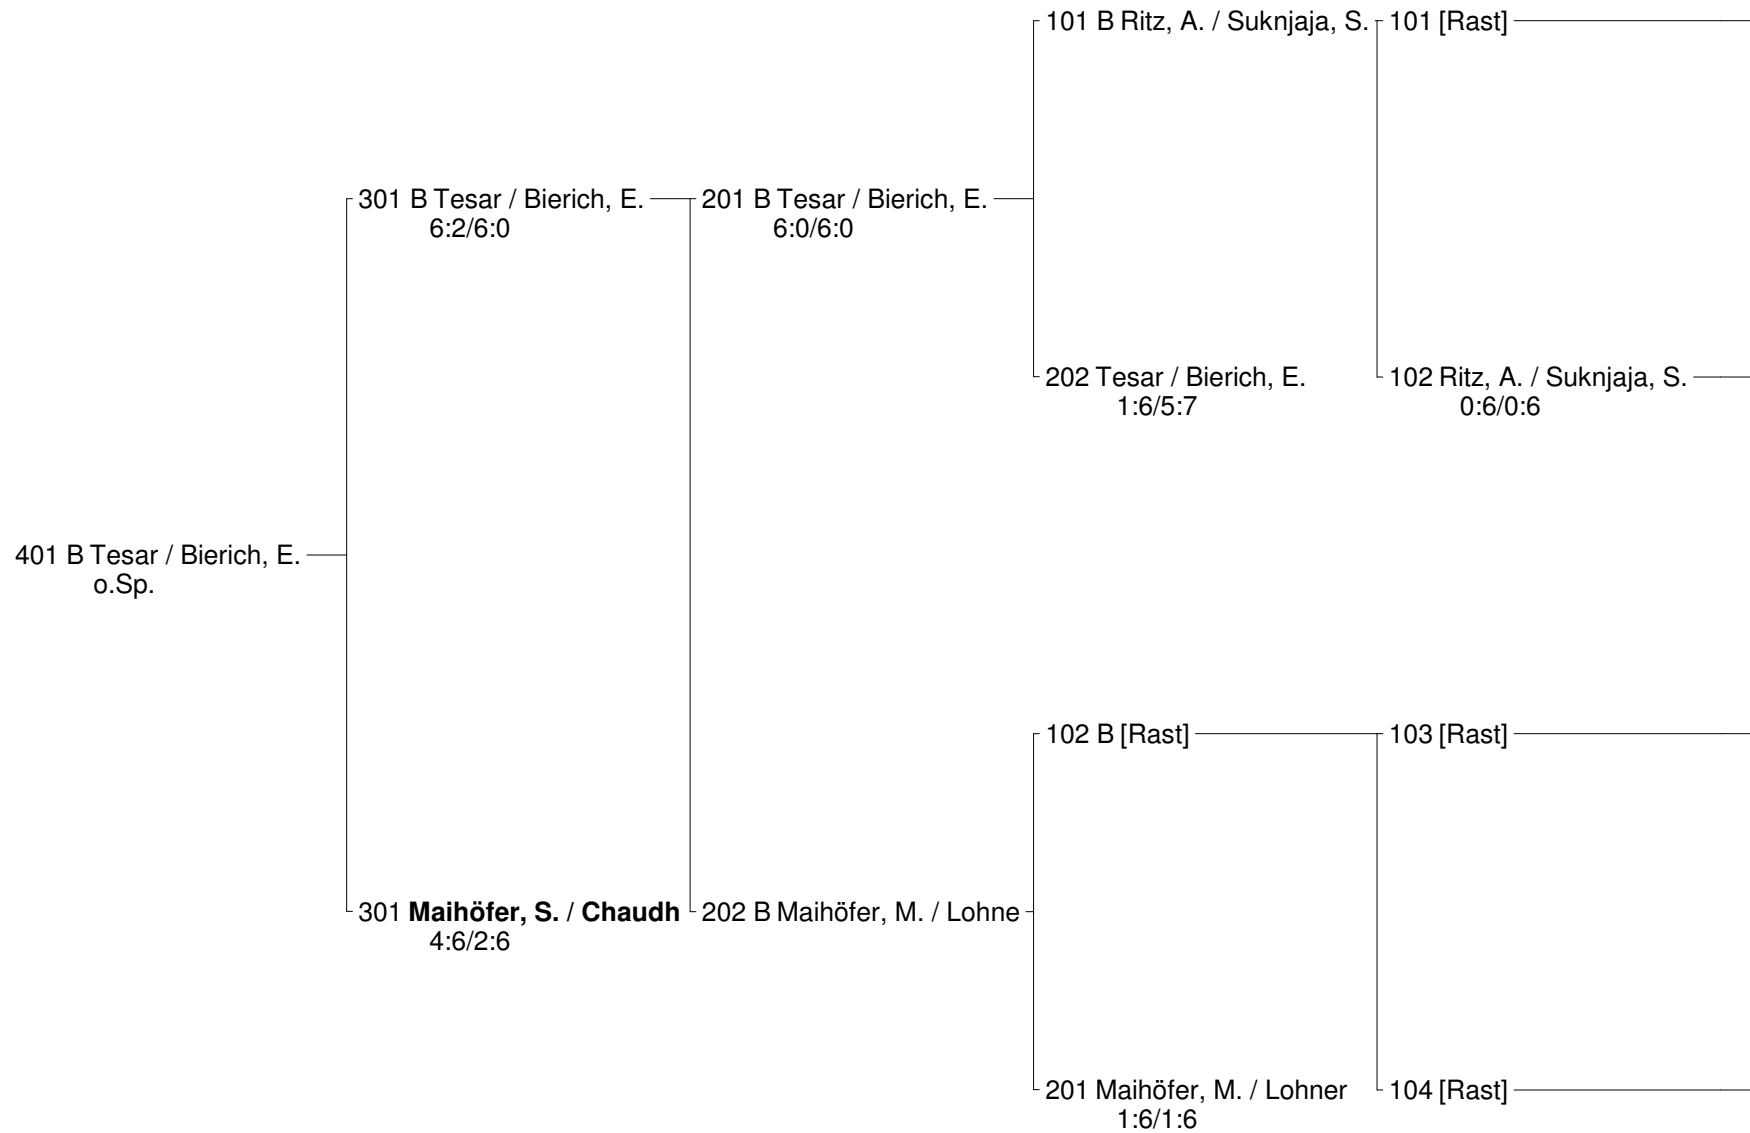 101 B Ritz, A. / Suknjaja, S.
101 [Rast]
301 B Tesar / Bierich, E.
6:2/6:0
201 B Tesar / Bierich, E.
6:0/6:0
202 Tesar / Bierich, E.
1:6/5:7
102 Ritz, A. / Suknjaja, S.
0:6/0:6
401 B Tesar / Bierich, E.
o.Sp.
102 B [Rast]
103 [Rast]
301 Maihöfer, S. / Chaudh
4:6/2:6
202 B Maihöfer, M. / Lohne
201 Maihöfer, M. / Lohner
1:6/1:6
104 [Rast]